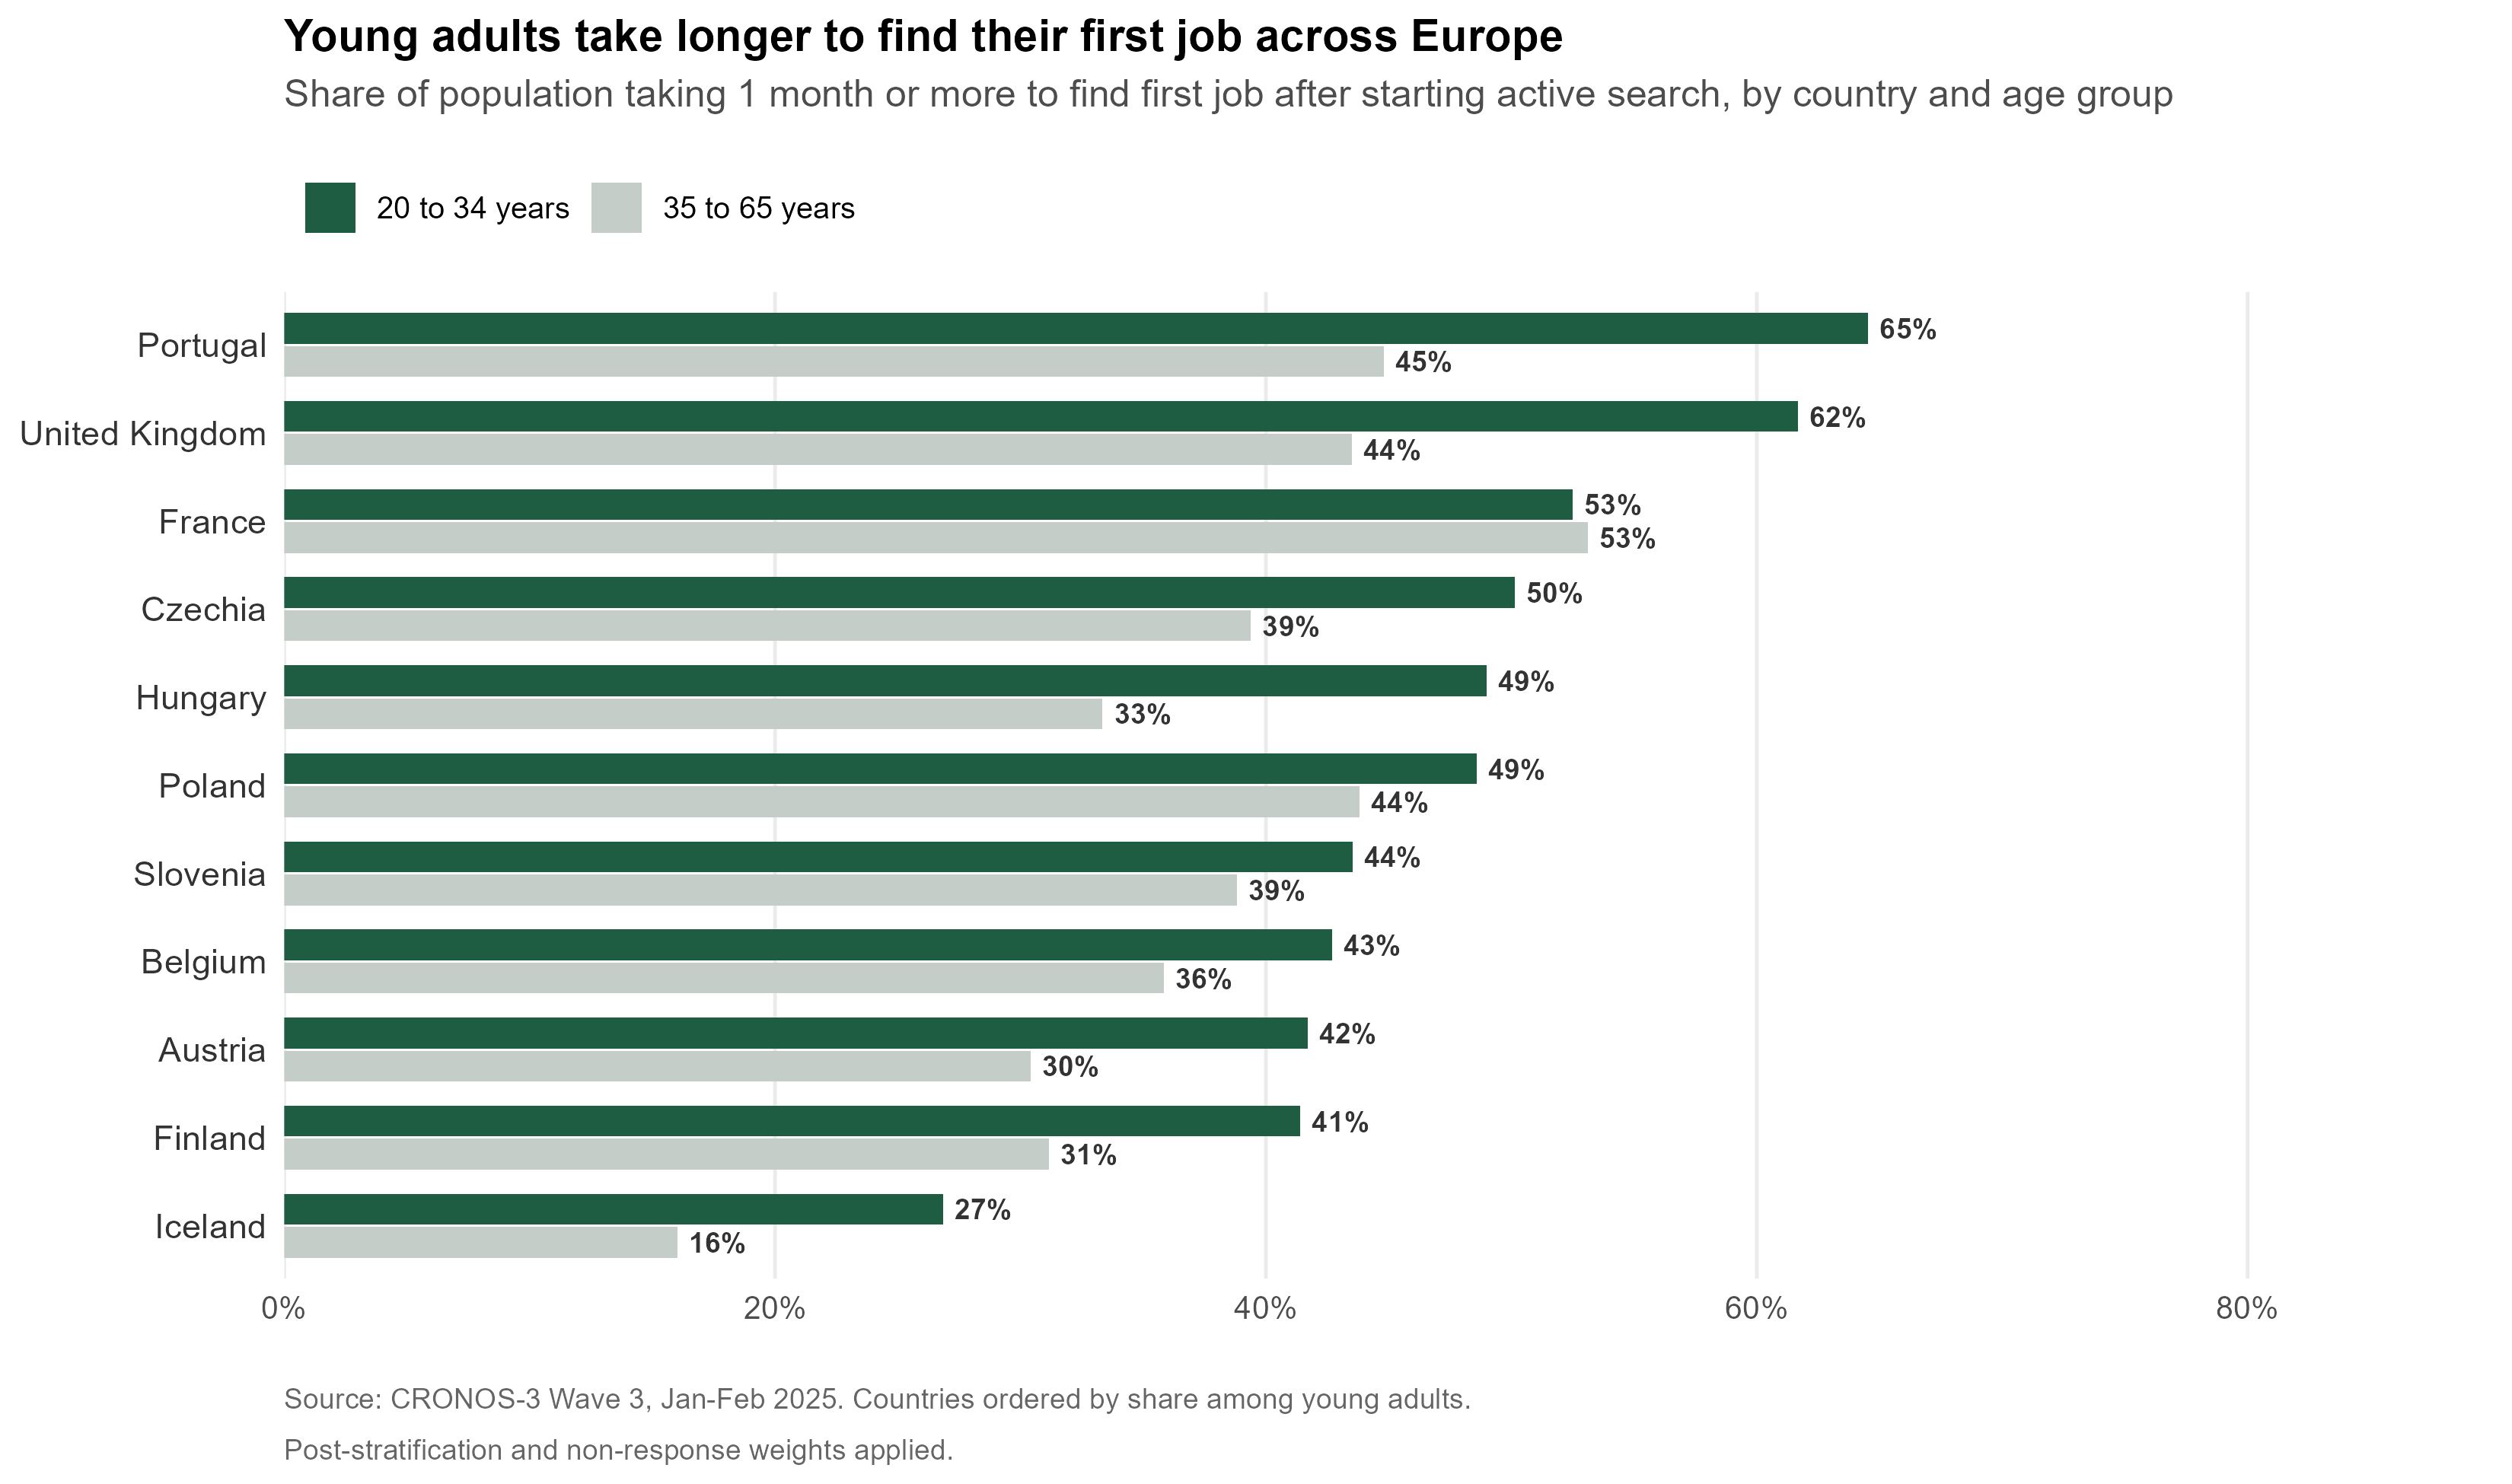 Young adults take longer to find their first job across Europe
Share of population taking 1 month or more to find first job after starting active search, by country and age group
20 to 34 years 35 to 65 years
Portugal 65%
45%
United Kingdom 62%
44%
France 53%
53%
Czechia 50%
39%
Hungary 49%
33%
Poland 49%
44%
Slovenia 44%
39%
Belgium 43%
36%
Austria 42%
30%
Finland 41%
31%
Iceland 27%
16%
0% 20% 40% 60% 80%
Source: CRONOS-3 Wave 3, Jan-Feb 2025. Countries ordered by share among young adults.
Post-stratification and non-response weights applied.